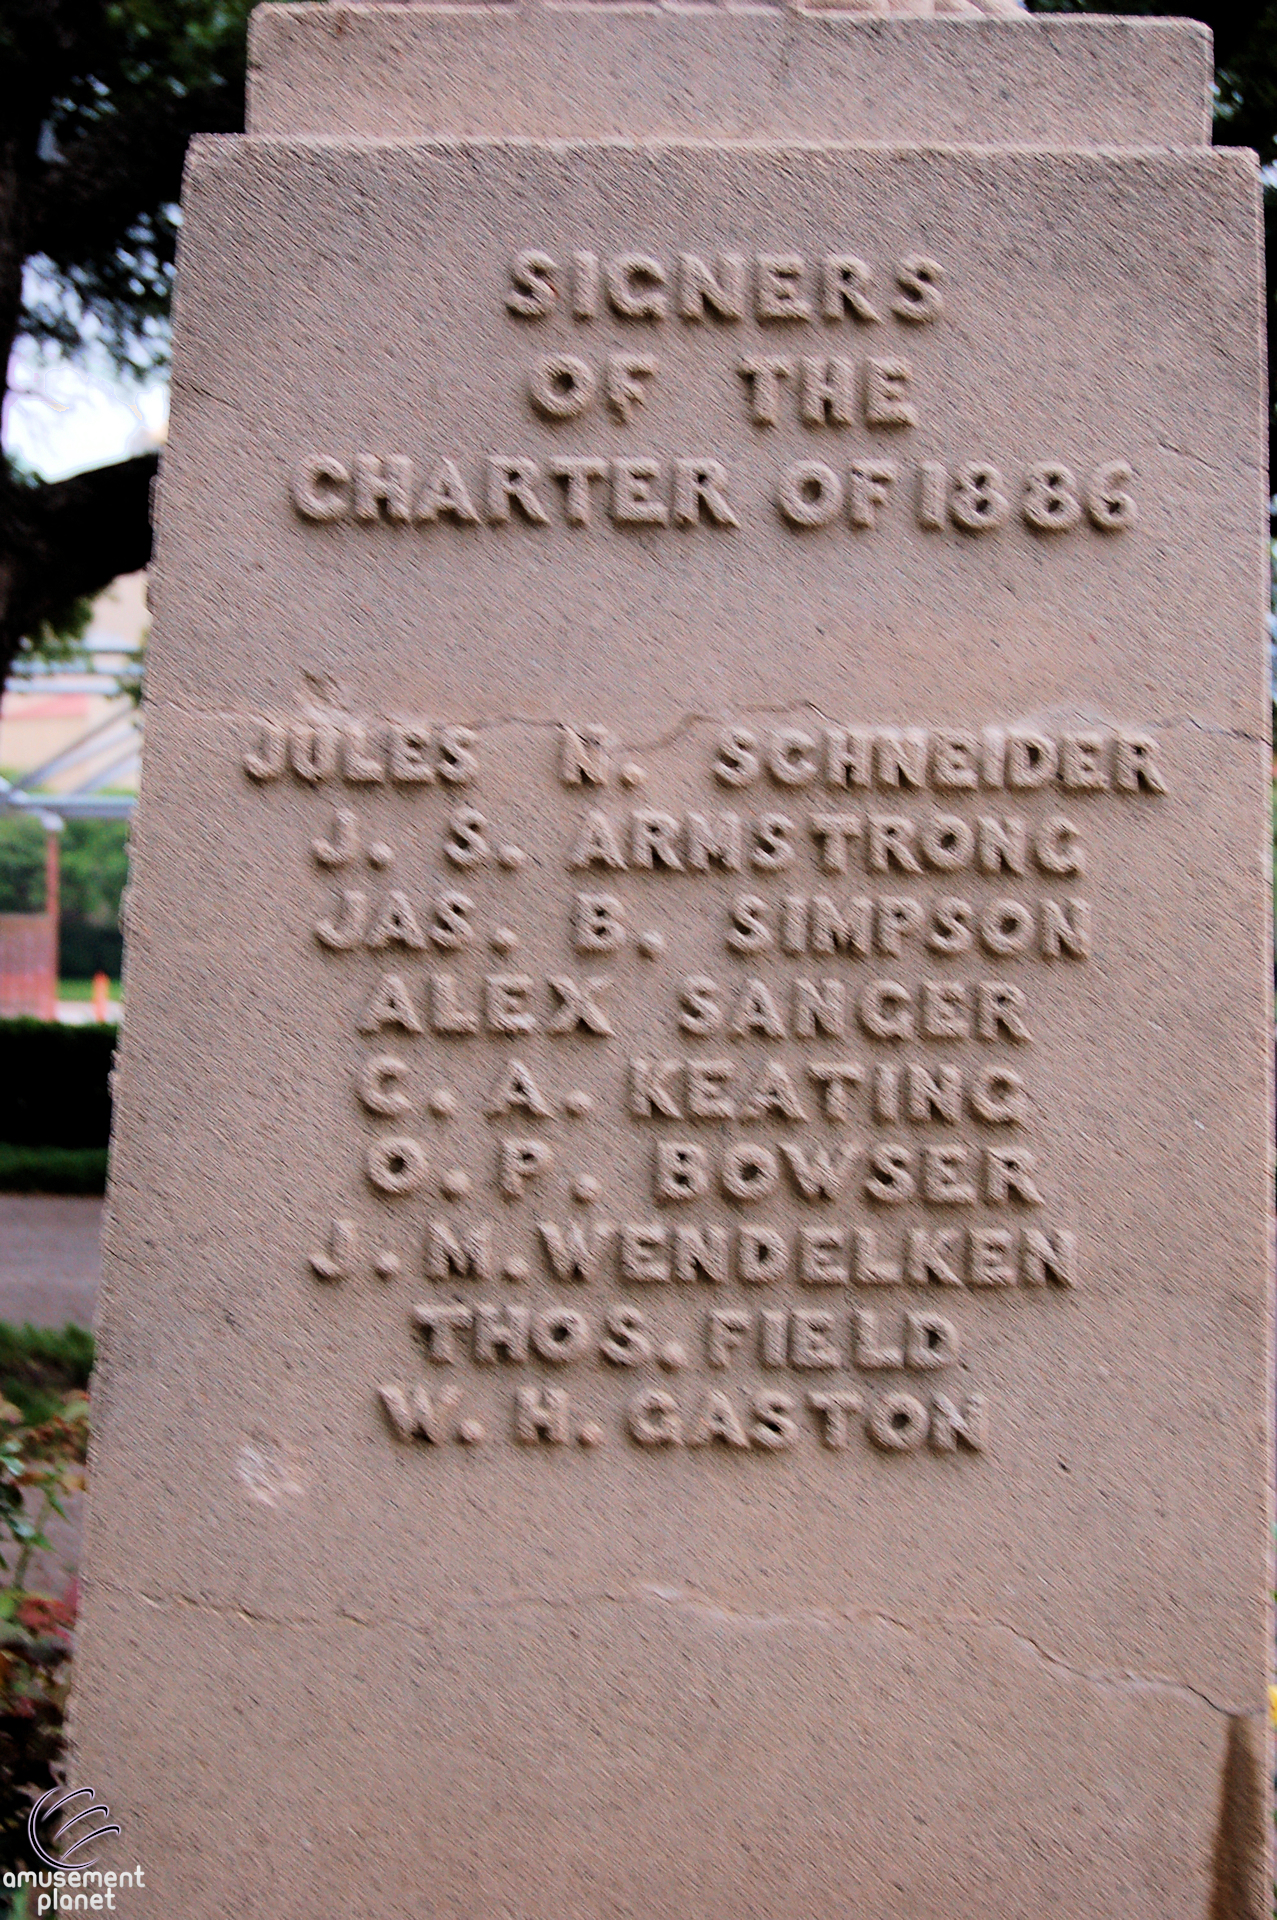 SIGNERS
OF THE
CHARTER OF 1886
JULES N. SCHNEIDER
J. S. ARMSTRONG
JAS. B. SIMPSON
ALEX SANGER
C. A. KEATING
O. P. BOWSER
J. M. WENDELKEN
THOS. FIELD
W. H. GASTON
amusement
planet